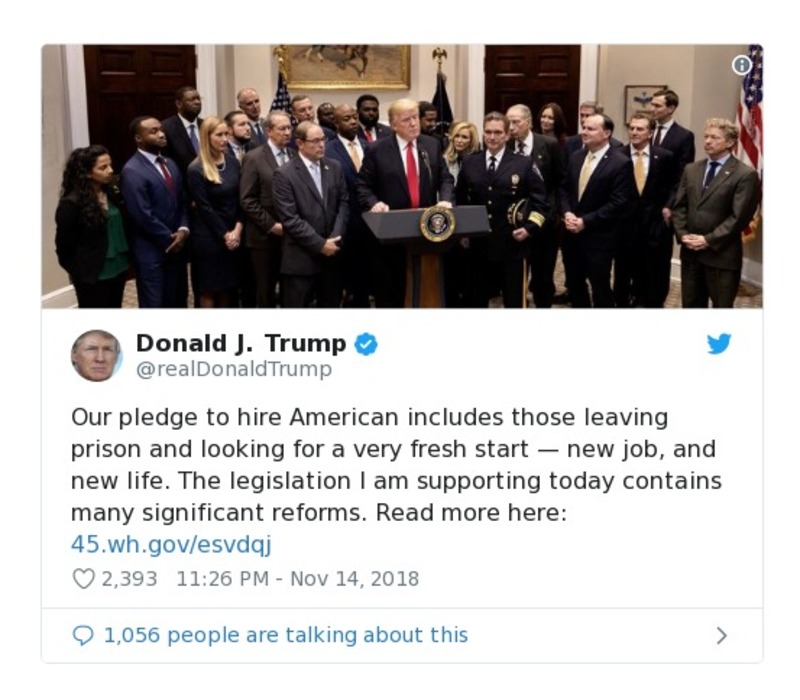 Donald J. Trump
@realDonaldTrump
Our pledge to hire American includes those leaving
prison and looking for a very fresh start — new job, and
new life. The legislation I am supporting today contains
many significant reforms. Read more here:
45.wh.gov/esvdqj
2,393 11:26 PM - Nov 14, 2018
1,056 people are talking about this